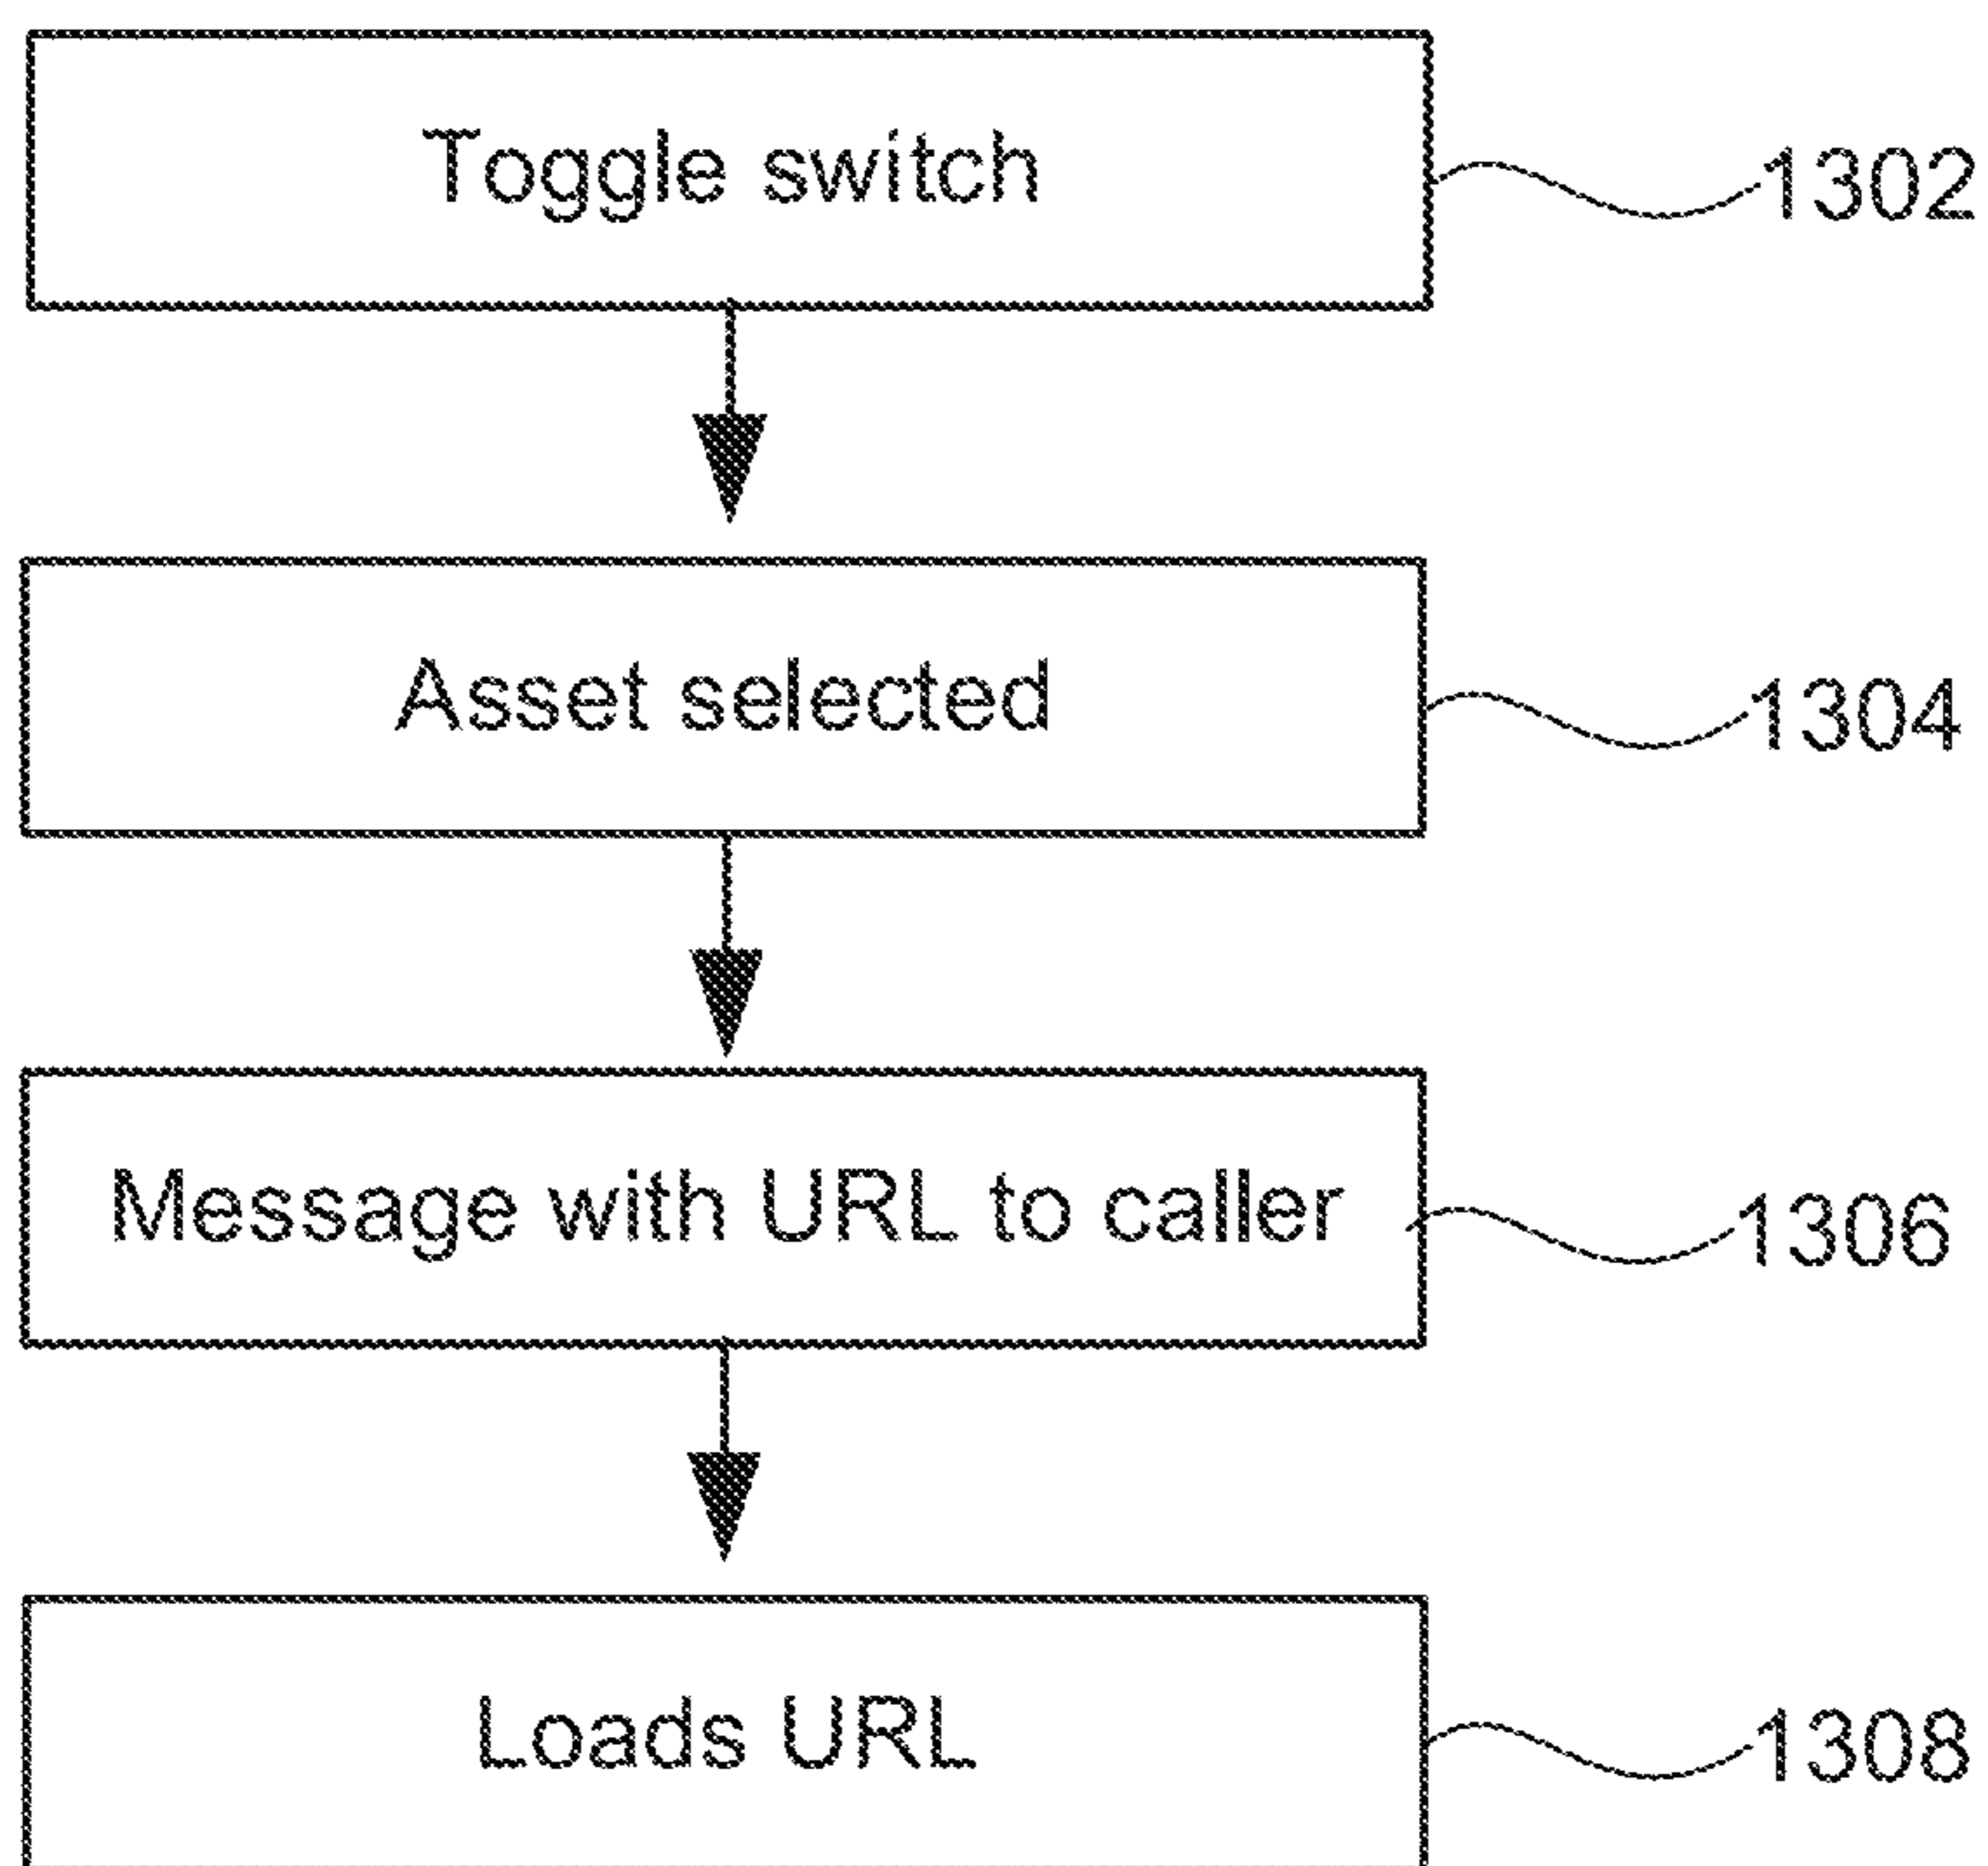 Toggle switch
1302
Asset selected
1304
Message with URL to caller
1306
Loads URL
1308